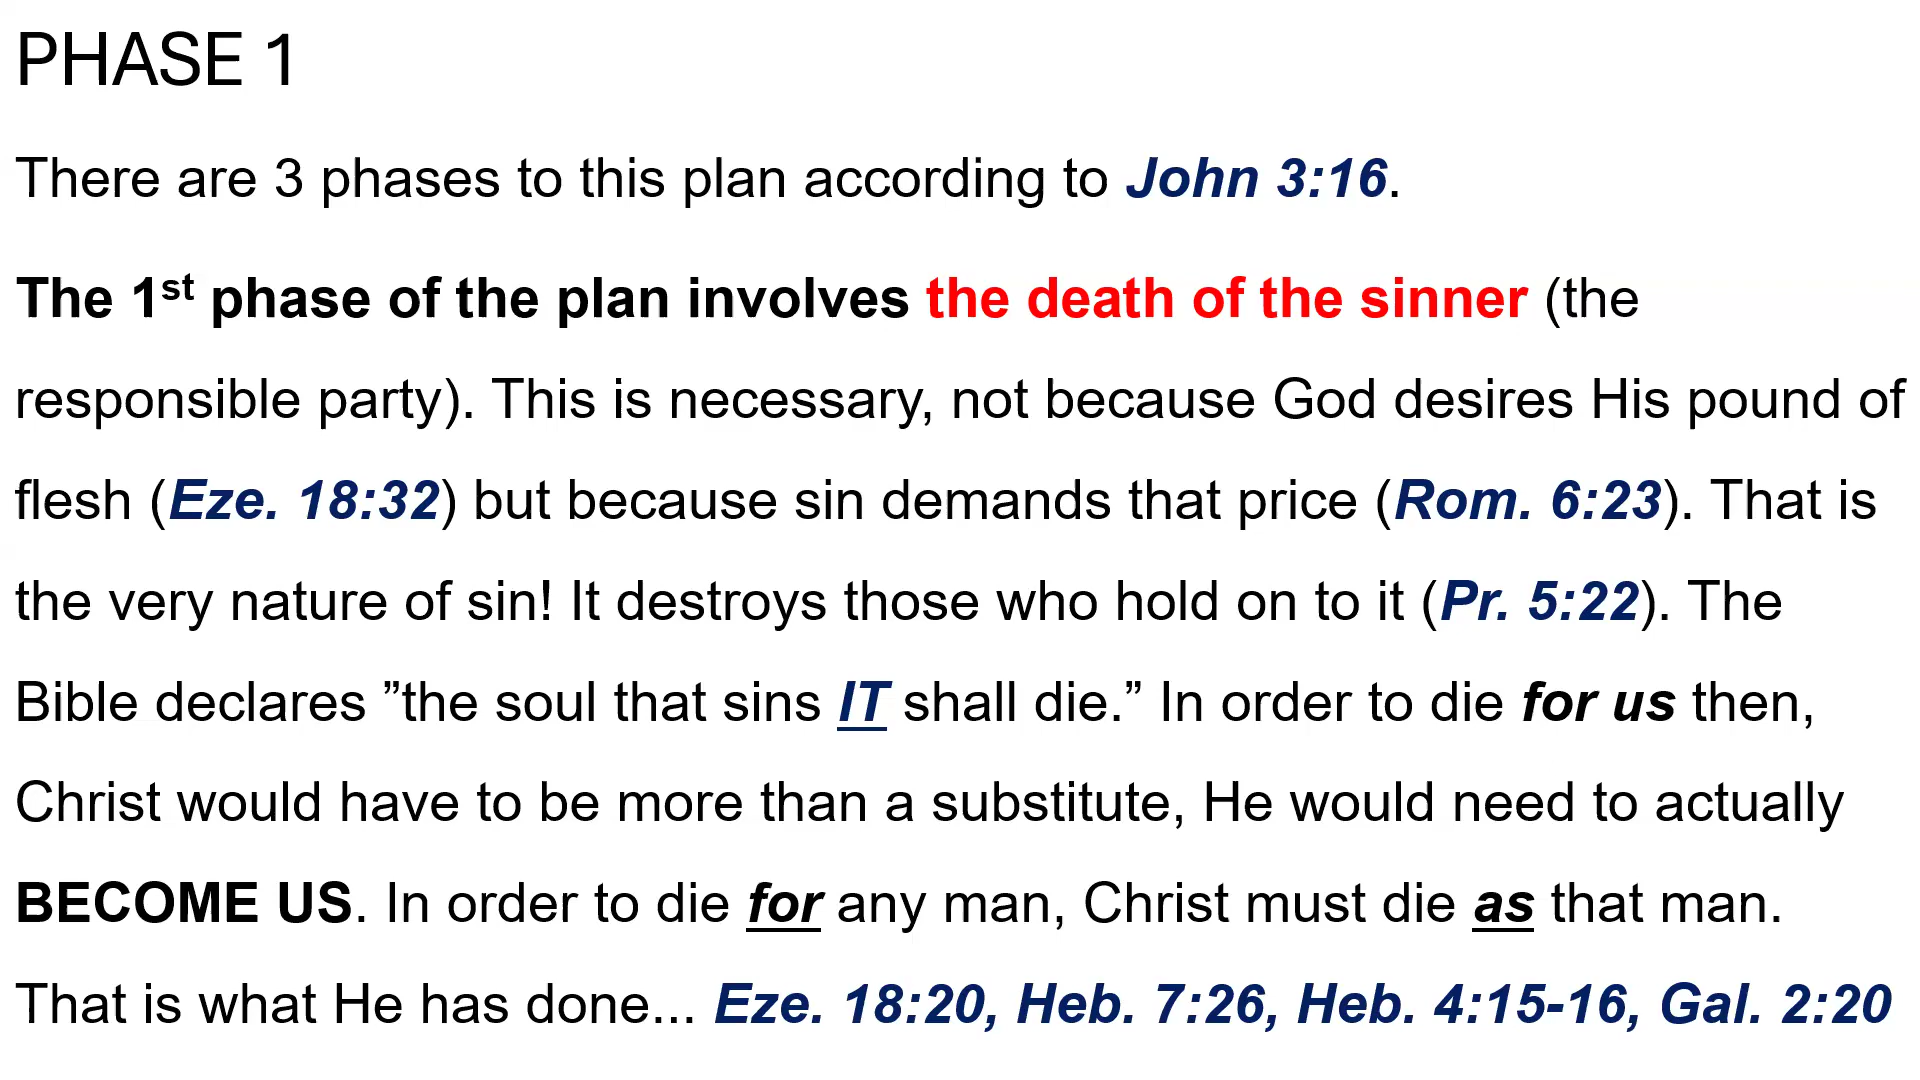 PHASE 1
There are 3 phases to this plan according to John 3:16.
The 1st phase of the plan involves the death of the sinner (the
responsible party). This is necessary, not because God desires His pound of
flesh (Eze. 18:32) but because sin demands that price (Rom. 6:23). That is
the very nature of sin! It destroys those who hold on to it (Pr. 5:22). The
Bible declares ”the soul that sins IT shall die.” In order to die for us then,
Christ would have to be more than a substitute, He would need to actually
BECOME US. In order to die for any man, Christ must die as that man.
That is what He has done... Eze. 18:20, Heb. 7:26, Heb. 4:15-16, Gal. 2:20